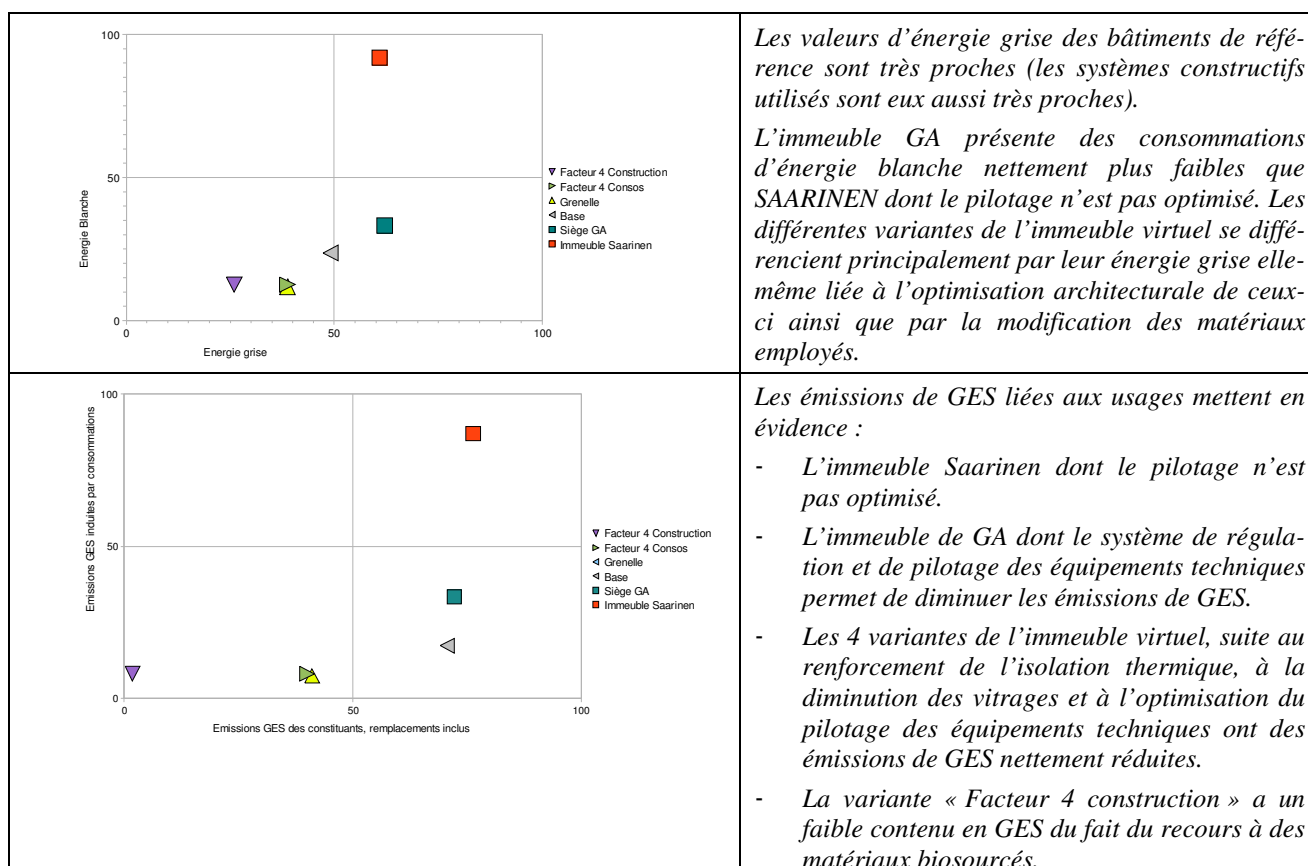 100
50
0
0
50
100
Energie Blanche
Energie grise
Facteur 4 Construction
Facteur 4 Consos
Grenelle
Base
Siège GA
Immeuble Saarinen
Les valeurs d’énergie grise des bâtiments de réfé-
rence sont très proches (les systèmes constructifs
utilisés sont eux aussi très proches).
L’immeuble GA présente des consommations
d’énergie blanche nettement plus faibles que
SAARINEN dont le pilotage n’est pas optimisé. Les
différentes variantes de l’immeuble virtuel se diffé-
rencient principalement par leur énergie grise elle-
même liée à l’optimisation architecturale de ceux-
ci ainsi que par la modification des matériaux
employés.
100
50
0
0
50
100
Emissions GES induites par consommations
Emissions GES des constituants, remplacements inclus
Facteur 4 Construction
Facteur 4 Consos
Grenelle
Base
Siège GA
Immeuble Saarinen
Les émissions de GES liées aux usages mettent en
évidence :
- L’immeuble Saarinen dont le pilotage n’est
pas optimisé.
- L’immeuble de GA dont le système de régula-
tion et de pilotage des équipements techniques
permet de diminuer les émissions de GES.
- Les 4 variantes de l’immeuble virtuel, suite au
renforcement de l’isolation thermique, à la
diminution des vitrages et à l’optimisation du
pilotage des équipements techniques ont des
émissions de GES nettement réduites.
- La variante « Facteur 4 construction » a un
faible contenu en GES du fait du recours à des
matériaux biosourcés.